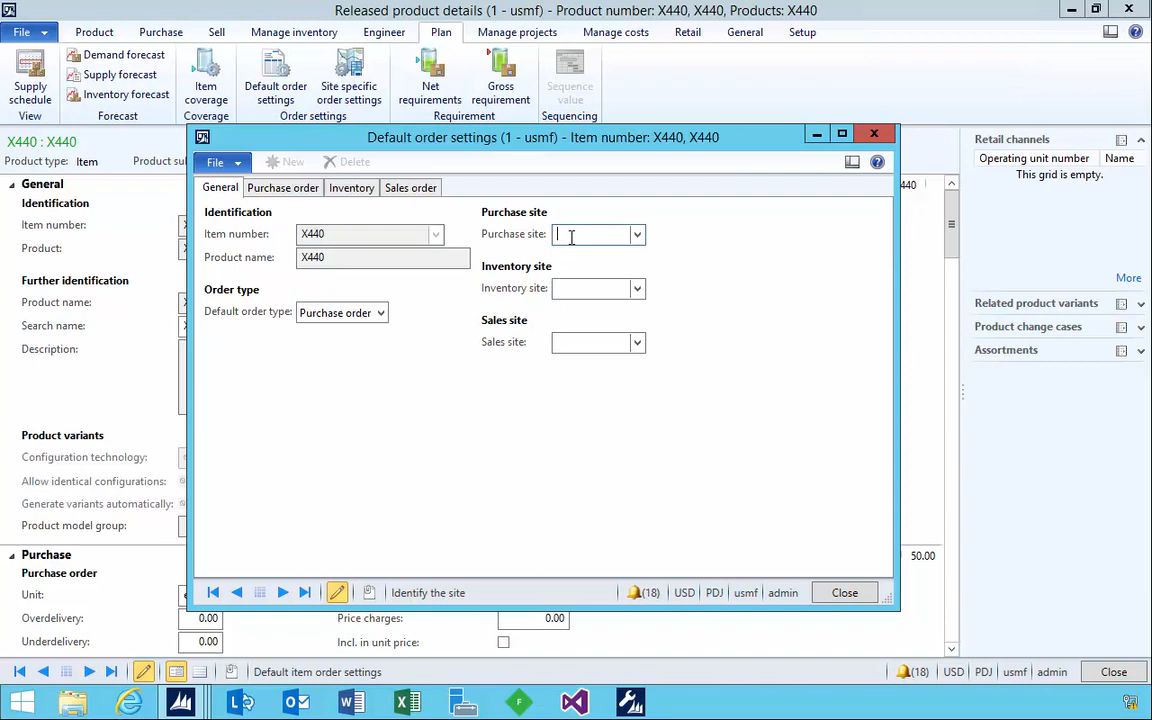 Released product details (1 - usmf) - Product number: X440, X440, Products: X440
File
Product
Purchase
Sell
Manage inventory
Engineer
Plan
Manage projects
Manage costs
Retail
General
Setup
Supply schedule
View
Demand forecast
Supply forecast
Inventory forecast
Forecast
Item coverage
Coverage
Default order settings
Site specific order settings
Order settings
Net requirements
Gross requirement
Requirement
Sequence value
Sequencing
X440 : X440
Product type: Item
General
Identification
Item number:
Product:
Further identification
Product name:
Search name:
Description:
Product variants
Configuration technology:
Allow identical configurations:
Generate variants automatically:
Product model group:
Purchase
Purchase order
Unit:
Overdelivery: 0.00
Underdelivery: 0.00
Price charges: 0.00
Incl. in unit price:
50.00
Default order settings (1 - usmf) - Item number: X440, X440
File
New
Delete
General
Purchase order
Inventory
Sales order
Identification
Item number: X440
Product name: X440
Order type
Default order type: Purchase order
Purchase site
Purchase site:
Inventory site
Inventory site:
Sales site
Sales site:
Identify the site
(18)
USD
PDJ
usmf
admin
Close
Retail channels
Operating unit number
Name
This grid is empty.
More
Related product variants
Product change cases
Assortments
Default item order settings
(18)
USD
PDJ
usmf
admin
Close